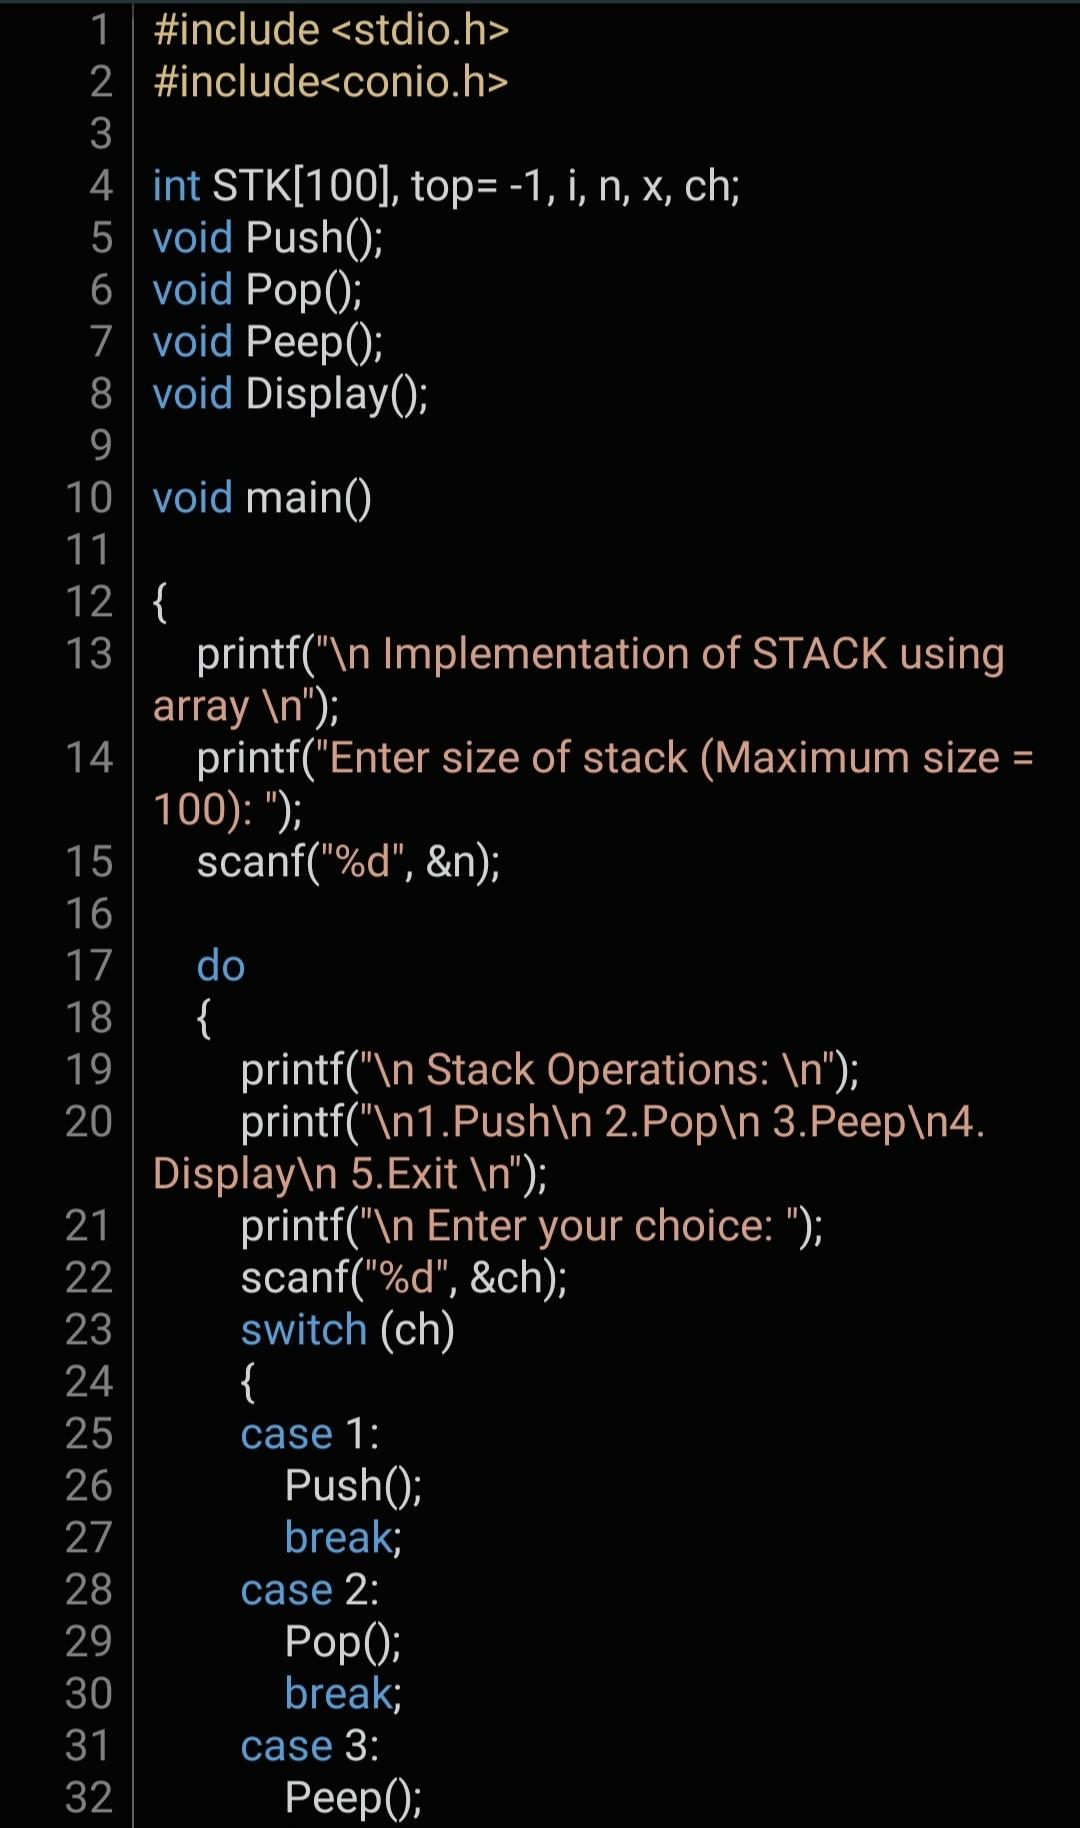 1 #include <stdio.h>
2 #include<conio.h>
3
4 int STK[100], top= -1, i, n, x, ch;
5 void Push();
6 void Pop();
7 void Peep();
8 void Display();
9
10 void main()
11
12 {
13 printf("\n Implementation of STACK using
array \n");
14 printf("Enter size of stack (Maximum size =
100): ");
15 scanf("%d", &n);
16
17 do
18 {
19 printf("\n Stack Operations: \n");
20 printf("\n1.Push\n 2.Pop\n 3.Peep\n4.
Display\n 5.Exit \n");
21 printf("\n Enter your choice: ");
22 scanf("%d", &ch);
23 switch (ch)
24 {
25 case 1:
26 Push();
27 break;
28 case 2:
29 Pop();
30 break;
31 case 3:
32 Peep();